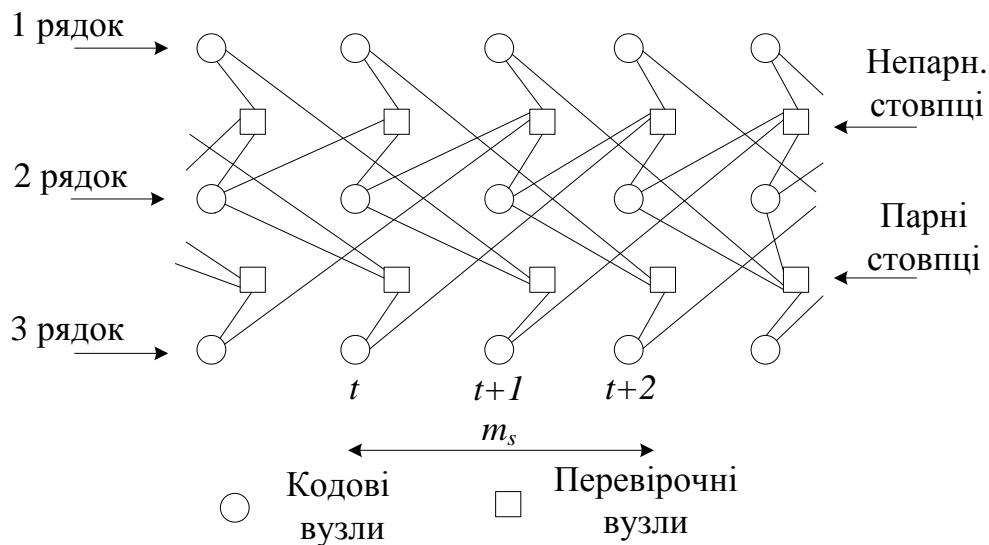 1 рядок
Непарн.
стовпці
2 рядок
Парні
стовпці
3 рядок
t t+1 t+2
m_s
Кодові
вузли
Перевірочні
вузли